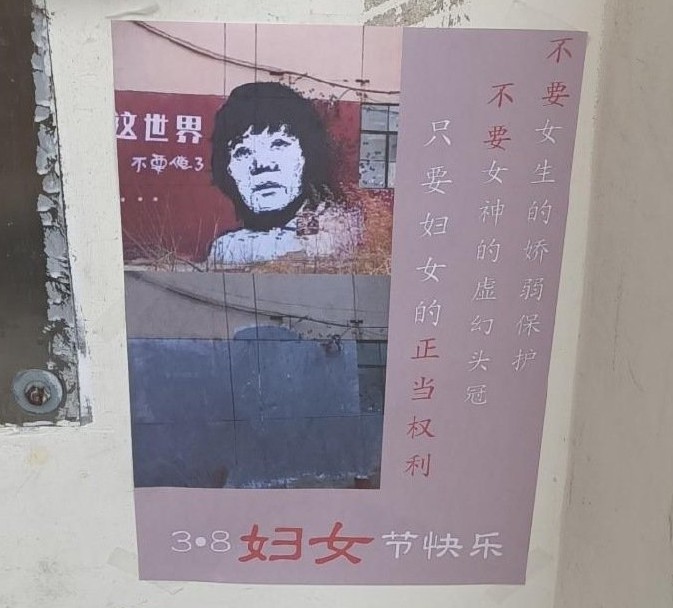 这世界
不要俺了
...
不要女生的娇弱保护
不要女神的虚幻头冠
只要妇女的正当权利
3•8妇女节快乐